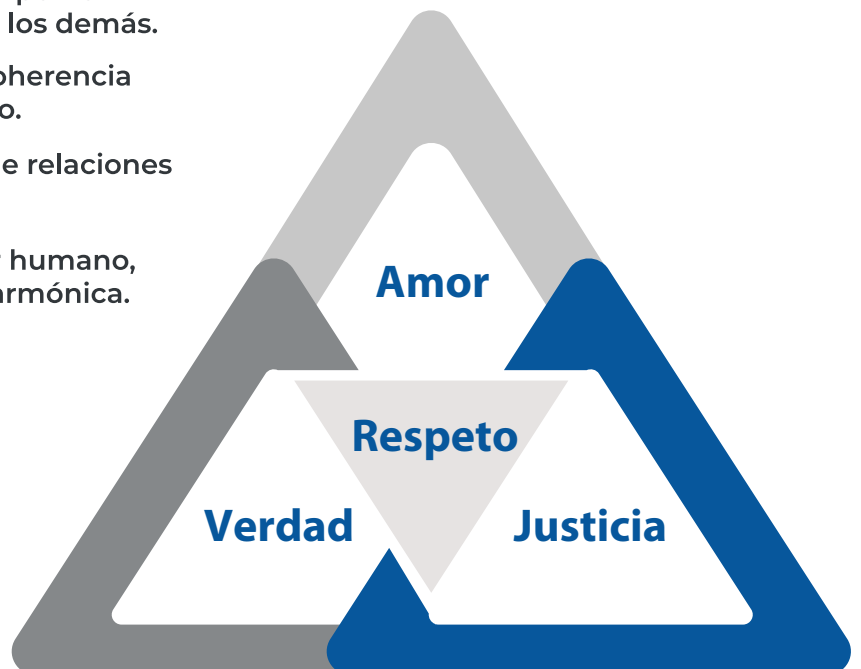 los demás.
oherencia
o.
e relaciones
humano,
armónica.
Amor
Respeto
Verdad
Justicia